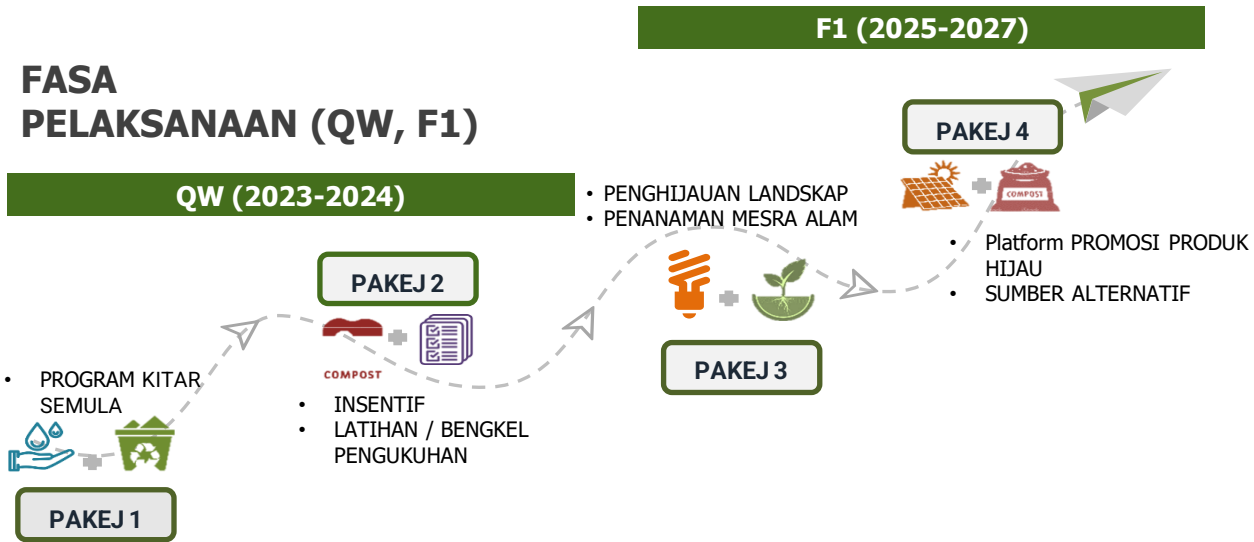 FASA
PELAKSANAAN (QW, F1)
QW (2023-2024)
F1 (2025-2027)
• PROGRAM KITAR
SEMULA
PAKEJ 1
PAKEJ 2
COMPOST
• INSENTIF
• LATIHAN / BENGKEL
PENGUKUHAN
• PENGHIJAUAN LANDSKAP
• PENANAMAN MESRA ALAM
PAKEJ 3
PAKEJ 4
COMPOST
• Platform PROMOSI PRODUK
HIJAU
• SUMBER ALTERNATIF